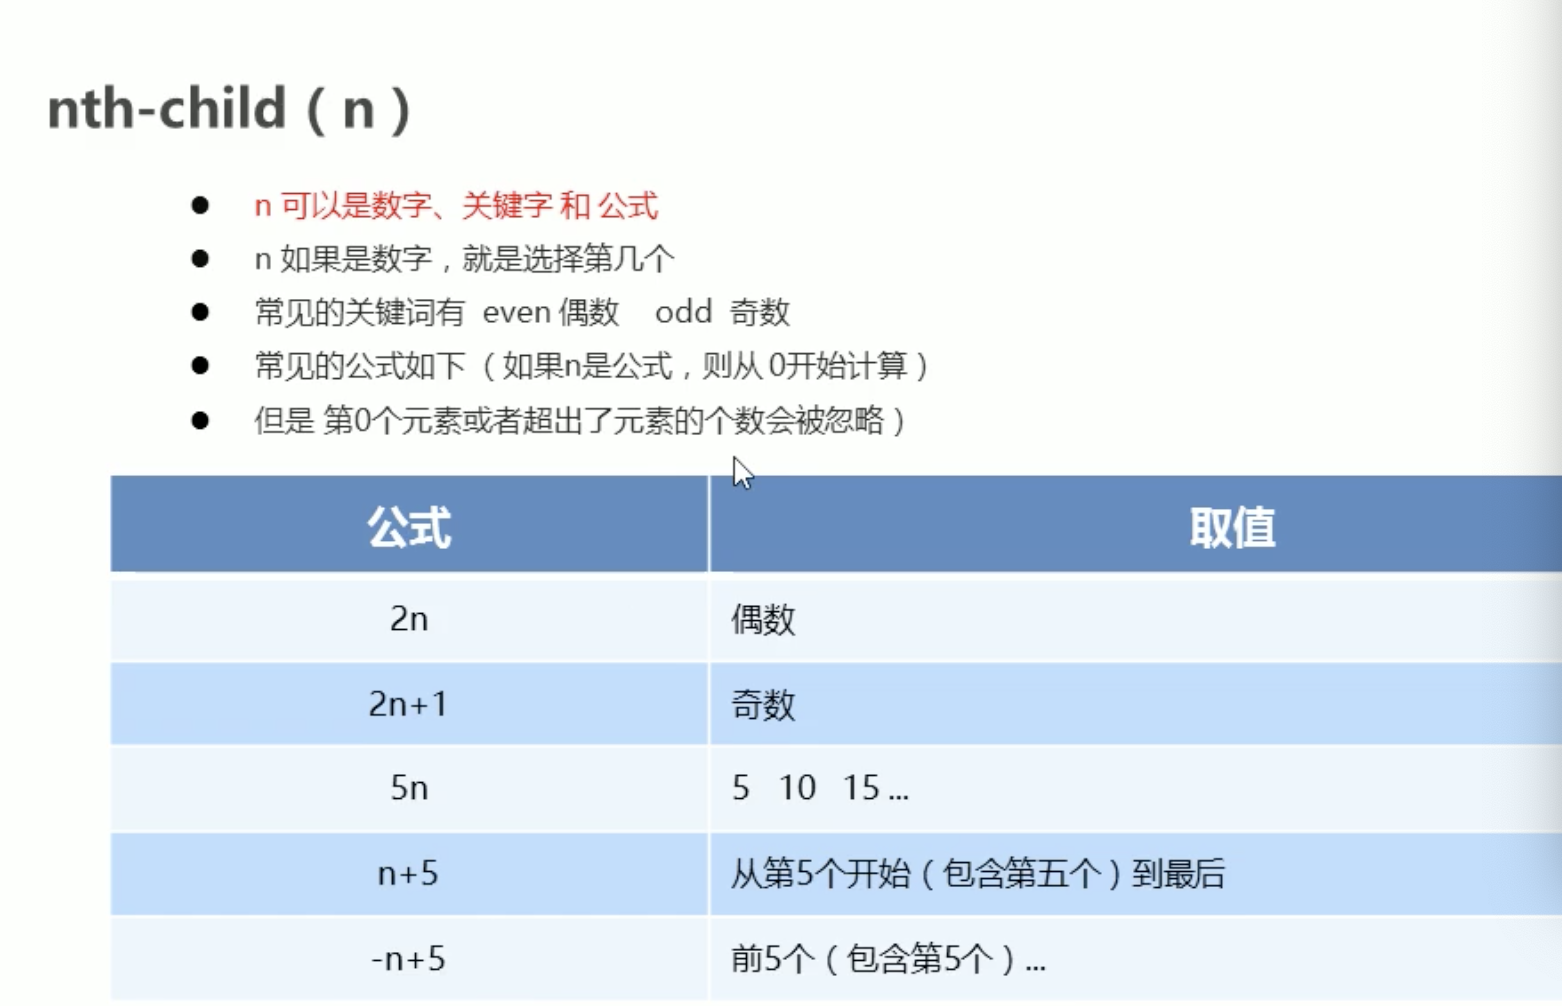 nth-child（n）
● n 可以是数字、关键字 和 公式
● n 如果是数字，就是选择第几个
● 常见的关键词有 even 偶数 odd 奇数
● 常见的公式如下（如果n是公式，则从 0开始计算）
● 但是 第0个元素或者超出了元素的个数会被忽略）
公式 取值
2n 偶数
2n+1 奇数
5n 5 10 15 ...
n+5 从第5个开始（包含第五个）到最后
-n+5 前5个（包含第5个）...